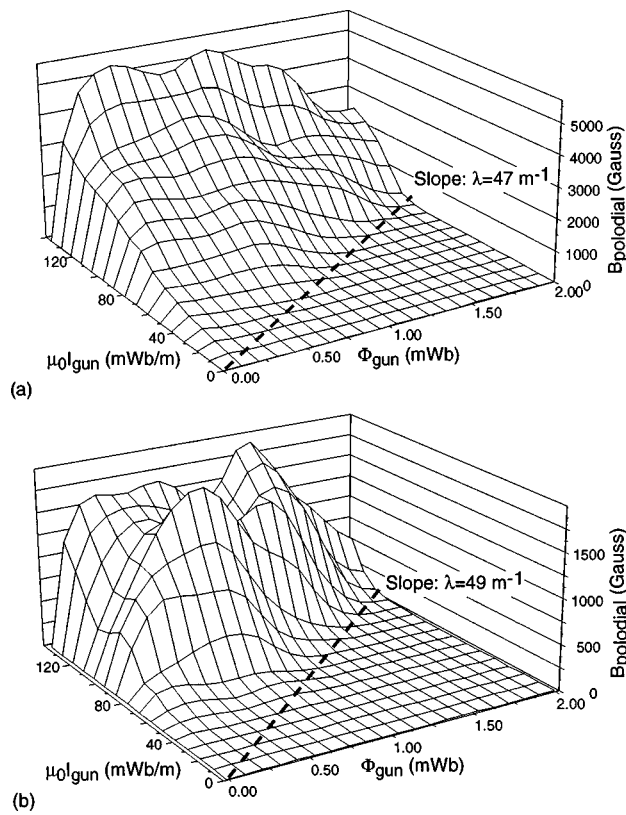 5000
4000
3000
2000
1000
0
Bpolodial (Gauss)
Slope: λ=47 m⁻¹
120
80
40
0
μ₀Igun (mWb/m)
0.00
0.50
1.00
1.50
2.00
Φgun (mWb)
(a)
1500
1000
500
0
Bpolodial (Gauss)
Slope: λ=49 m⁻¹
120
80
40
0
μ₀Igun (mWb/m)
0.00
0.50
1.00
1.50
2.00
Φgun (mWb)
(b)